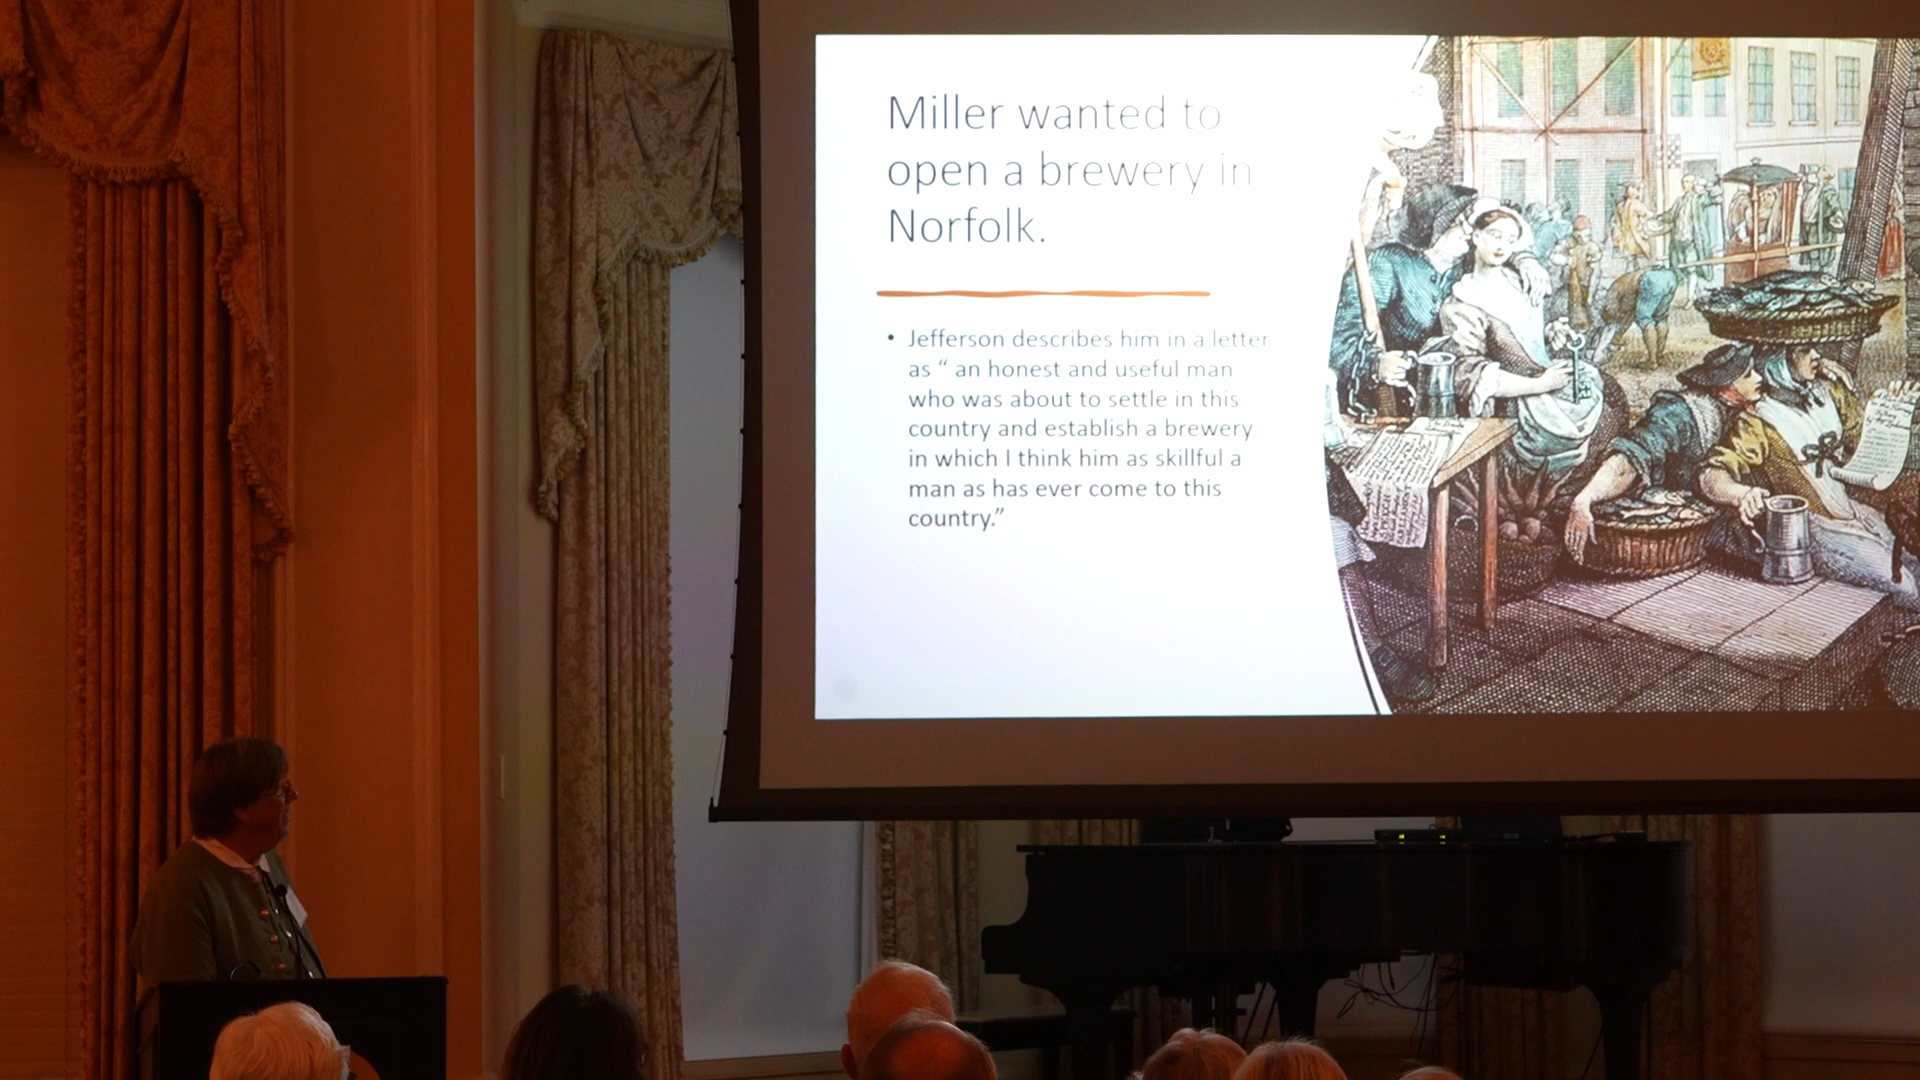 Miller wanted to
open a brewery in
Norfolk.
• Jefferson describes him in a letter
as “ an honest and useful man
who was about to settle in this
country and establish a brewery
in which I think him as skillful a
man as has ever come to this
country.”